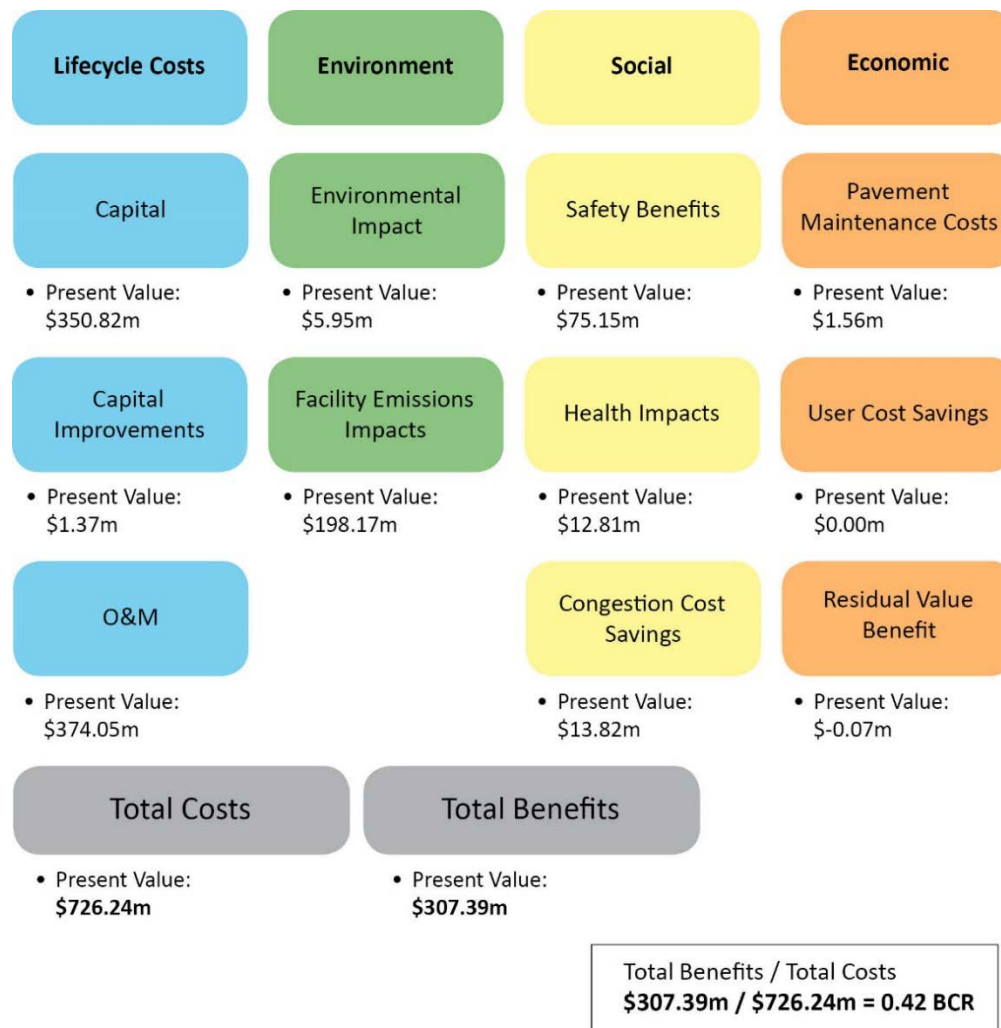 Lifecycle Costs
Environment
Social
Economic
Capital
Environmental
Impact
Safety Benefits
Pavement
Maintenance Costs
• Present Value:
$350.82m
• Present Value:
$5.95m
• Present Value:
$75.15m
• Present Value:
$1.56m
Capital
Improvements
Facility Emissions
Impacts
Health Impacts
User Cost Savings
• Present Value:
$1.37m
• Present Value:
$198.17m
• Present Value:
$12.81m
• Present Value:
$0.00m
O&M
Congestion Cost
Savings
Residual Value
Benefit
• Present Value:
$374.05m
• Present Value:
$13.82m
• Present Value:
$-0.07m
Total Costs
Total Benefits
• Present Value:
$726.24m
• Present Value:
$307.39m
Total Benefits / Total Costs
$307.39m / $726.24m = 0.42 BCR